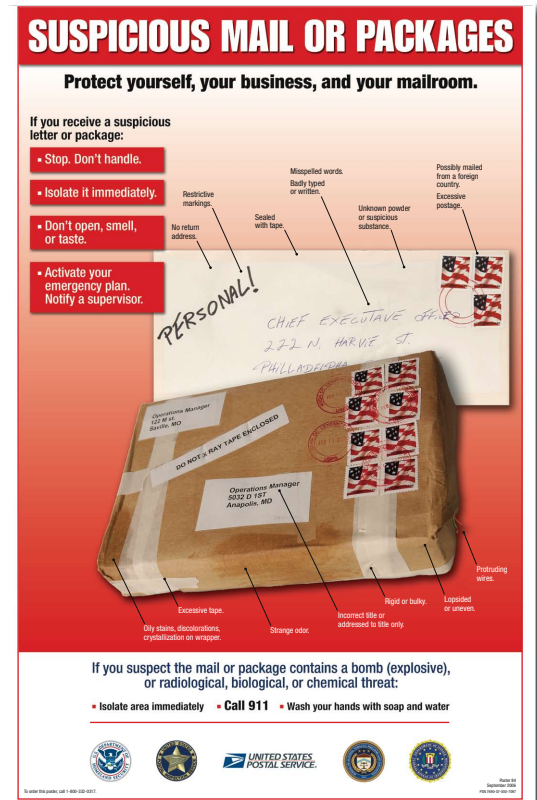 SUSPICIOUS MAIL OR PACKAGES
Protect yourself, your business, and your mailroom.
If you receive a suspicious
letter or package:
▪ Stop. Don't handle.
▪ Isolate it immediately.
▪ Don't open, smell,
or taste.
▪ Activate your
emergency plan.
Notify a supervisor.
No return
address.
Restrictive
markings.
Sealed
with tape.
Misspelled words.
Badly typed
or written.
Unknown powder
or suspicious
substance.
Possibly mailed
from a foreign
country.
Excessive
postage.
PERSONAL!
CHIEF EXECUTAVE OFFICE
222 N. HARVIE ST.
PHILLADELDHA
Operations Manager
122 M st.
Saville, MO
DO NOT x RAY TAPE ENCLOSED
Operations Manager
5032 D 1ST
Anapolis, MD
Oily stains, discolorations,
crystallization on wrapper.
Excessive tape.
Strange odor.
Incorrect title or
addressed to title only.
Rigid or bulky.
Lopsided
or uneven.
Protruding
wires.
If you suspect the mail or package contains a bomb (explosive),
or radiological, biological, or chemical threat:
▪ Isolate area immediately ▪ Call 911 ▪ Wash your hands with soap and water
U.S. DEPARTMENT OF HOMELAND SECURITY
UNITED STATES
POSTAL SERVICE®
To order this poster, call 1-800-332-0317.
Poster 84
September 2006